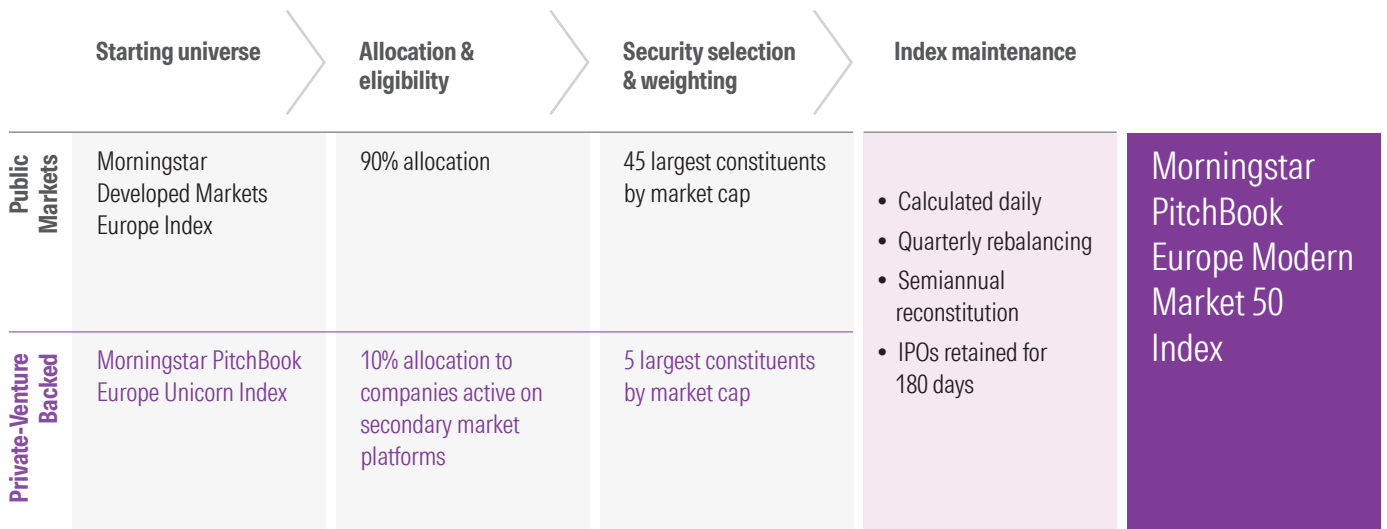 Starting universe
Allocation &
eligibility
Security selection
& weighting
Index maintenance
Public
Markets
Morningstar
Developed Markets
Europe Index
90% allocation
45 largest constituents
by market cap
Private-Venture
Backed
Morningstar PitchBook
Europe Unicorn Index
10% allocation to
companies active on
secondary market
platforms
5 largest constituents
by market cap
• Calculated daily
• Quarterly rebalancing
• Semiannual
reconstitution
• IPOs retained for
180 days
Morningstar
PitchBook
Europe Modern
Market 50
Index